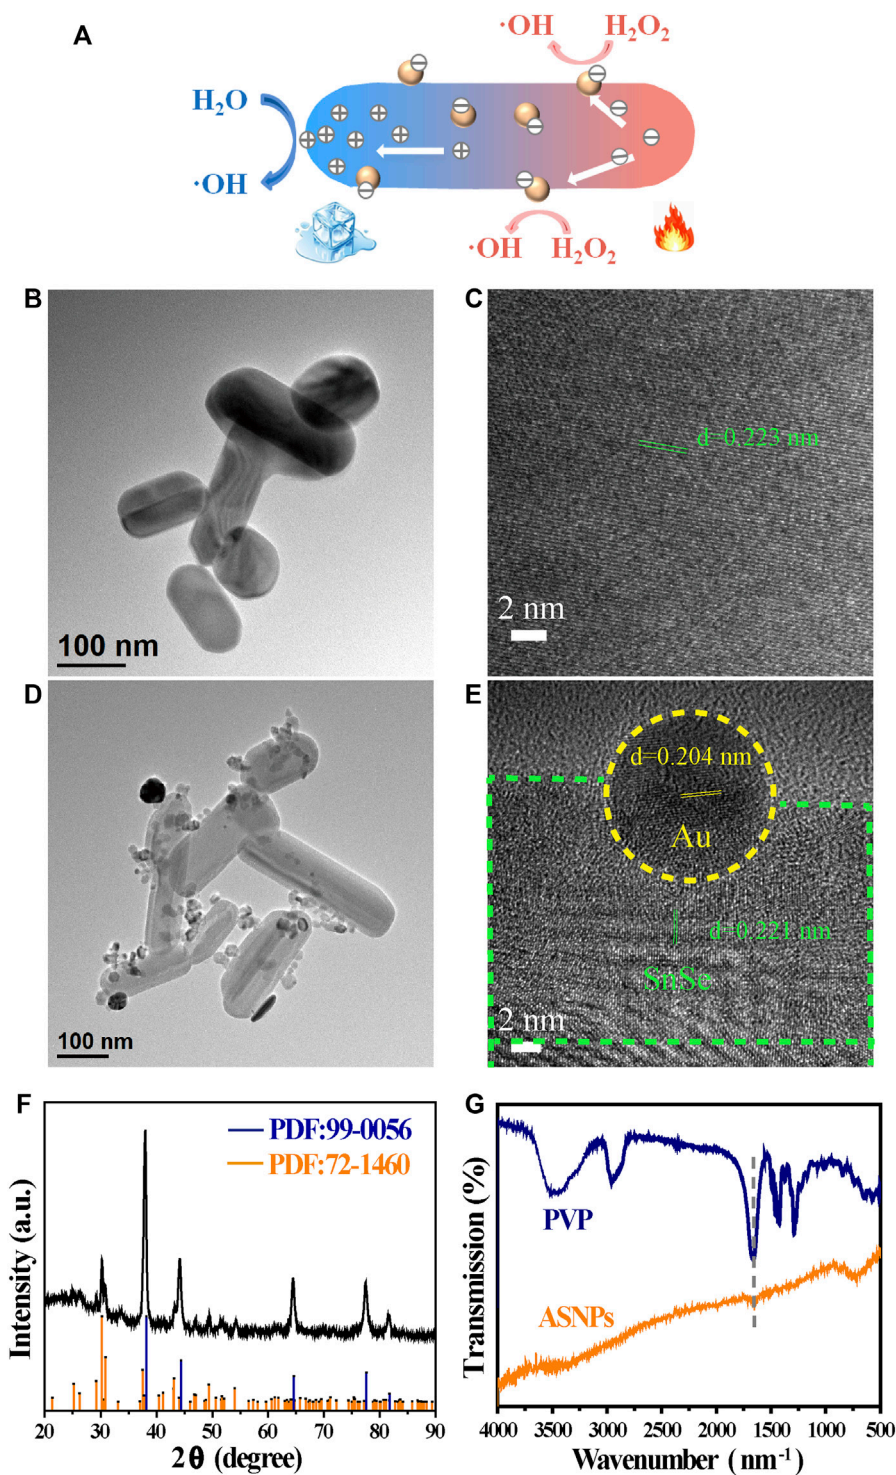 A
·OH H₂O₂
H₂O
·OH
·OH H₂O₂
B
100 nm
C
d=0.223 nm
2 nm
D
100 nm
E
d=0.204 nm
Au
d=0.221 nm
SnSe
2 nm
F
PDF:99-0056
PDF:72-1460
Intensity (a.u.)
20 30 40 50 60 70 80 90
2θ (degree)
G
PVP
ASNPs
Transmission (%)
4000 3500 3000 2500 2000 1500 1000 500
Wavenumber ( nm⁻¹)